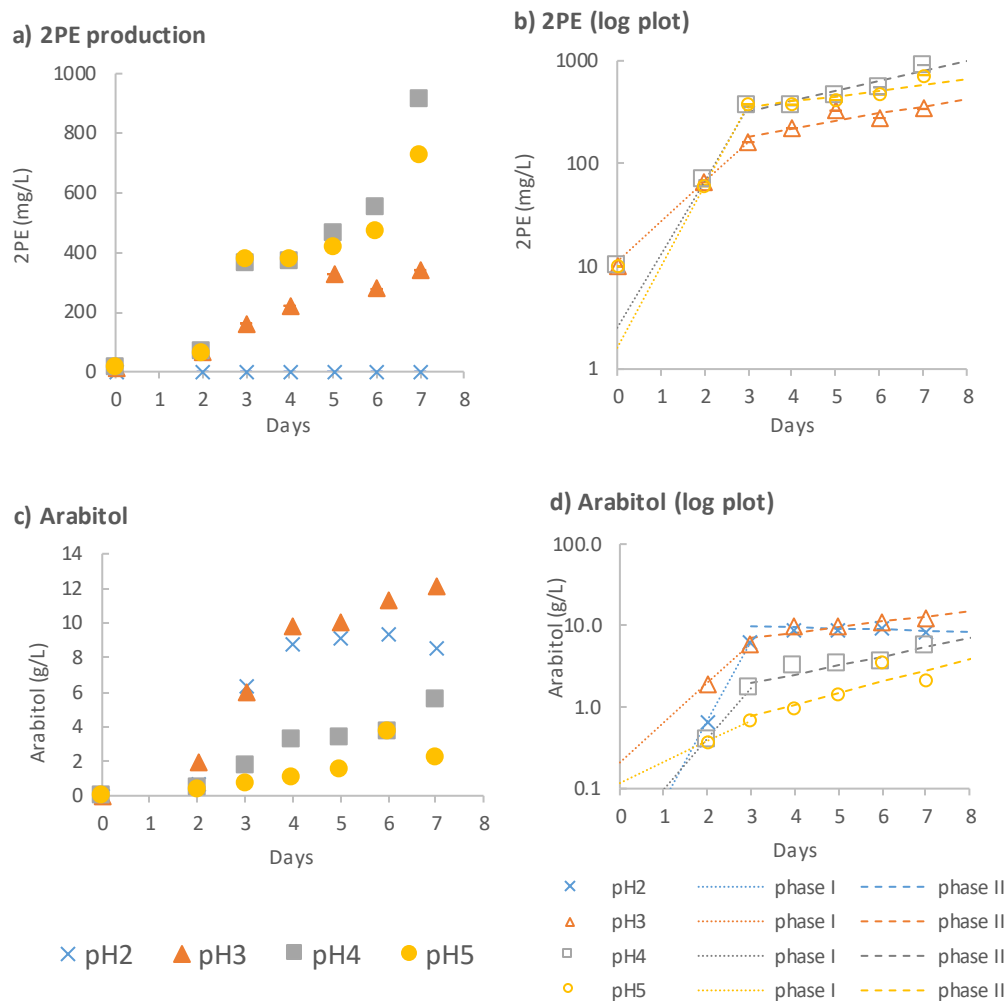 a) 2PE production
2PE (mg/L)
1000
800
600
400
200
0
0 1 2 3 4 5 6 7 8
Days
b) 2PE (log plot)
2PE (mg/L)
1000
100
10
1
0 1 2 3 4 5 6 7 8
Days
c) Arabitol
Arabitol (g/L)
14
12
10
8
6
4
2
0
0 1 2 3 4 5 6 7 8
Days
d) Arabitol (log plot)
Arabitol (g/L)
100.0
10.0
1.0
0.1
0 1 2 3 4 5 6 7 8
Days
pH2 phase I phase II
pH3 phase I phase II
pH4 phase I phase II
pH5 phase I phase II
pH2 pH3 pH4 pH5